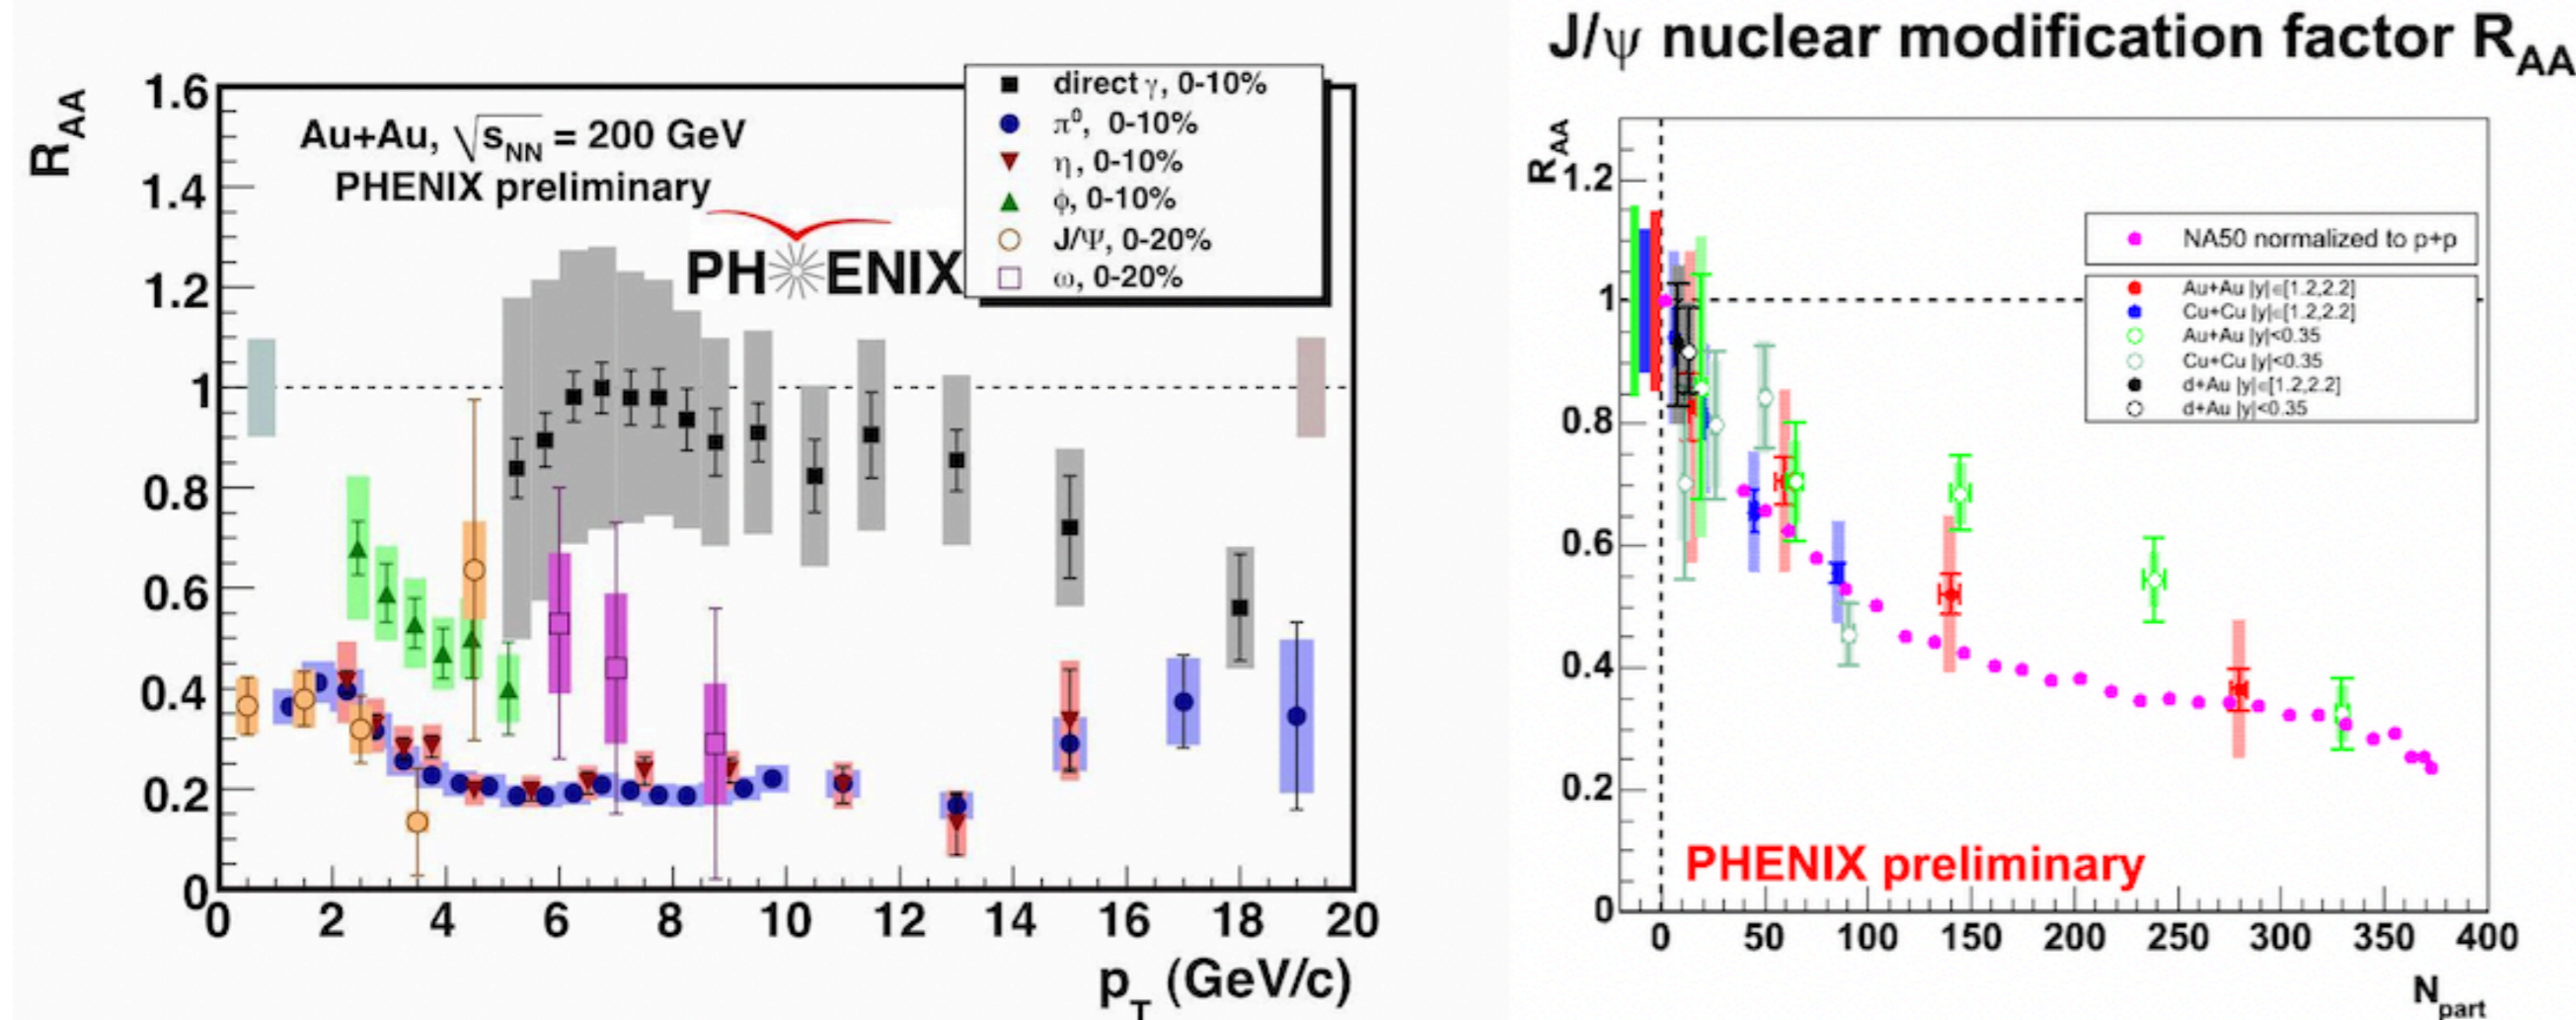 R_AA
1.6
1.4
1.2
1
0.8
0.6
0.4
0.2
0
Au+Au, √s_NN = 200 GeV
PHENIX preliminary
PHENIX
direct γ, 0-10%
π⁰, 0-10%
η, 0-10%
ϕ, 0-10%
J/Ψ, 0-20%
ω, 0-20%
0 2 4 6 8 10 12 14 16 18 20
p_T (GeV/c)
J/ψ nuclear modification factor R_AA
R_AA
1.2
1
0.8
0.6
0.4
0.2
0
NA50 normalized to p+p
Au+Au |y|∈[1.2,2.2]
Cu+Cu |y|∈[1.2,2.2]
Au+Au |y|<0.35
Cu+Cu |y|<0.35
d+Au |y|∈[1.2,2.2]
d+Au |y|<0.35
PHENIX preliminary
0 50 100 150 200 250 300 350 400
N_part